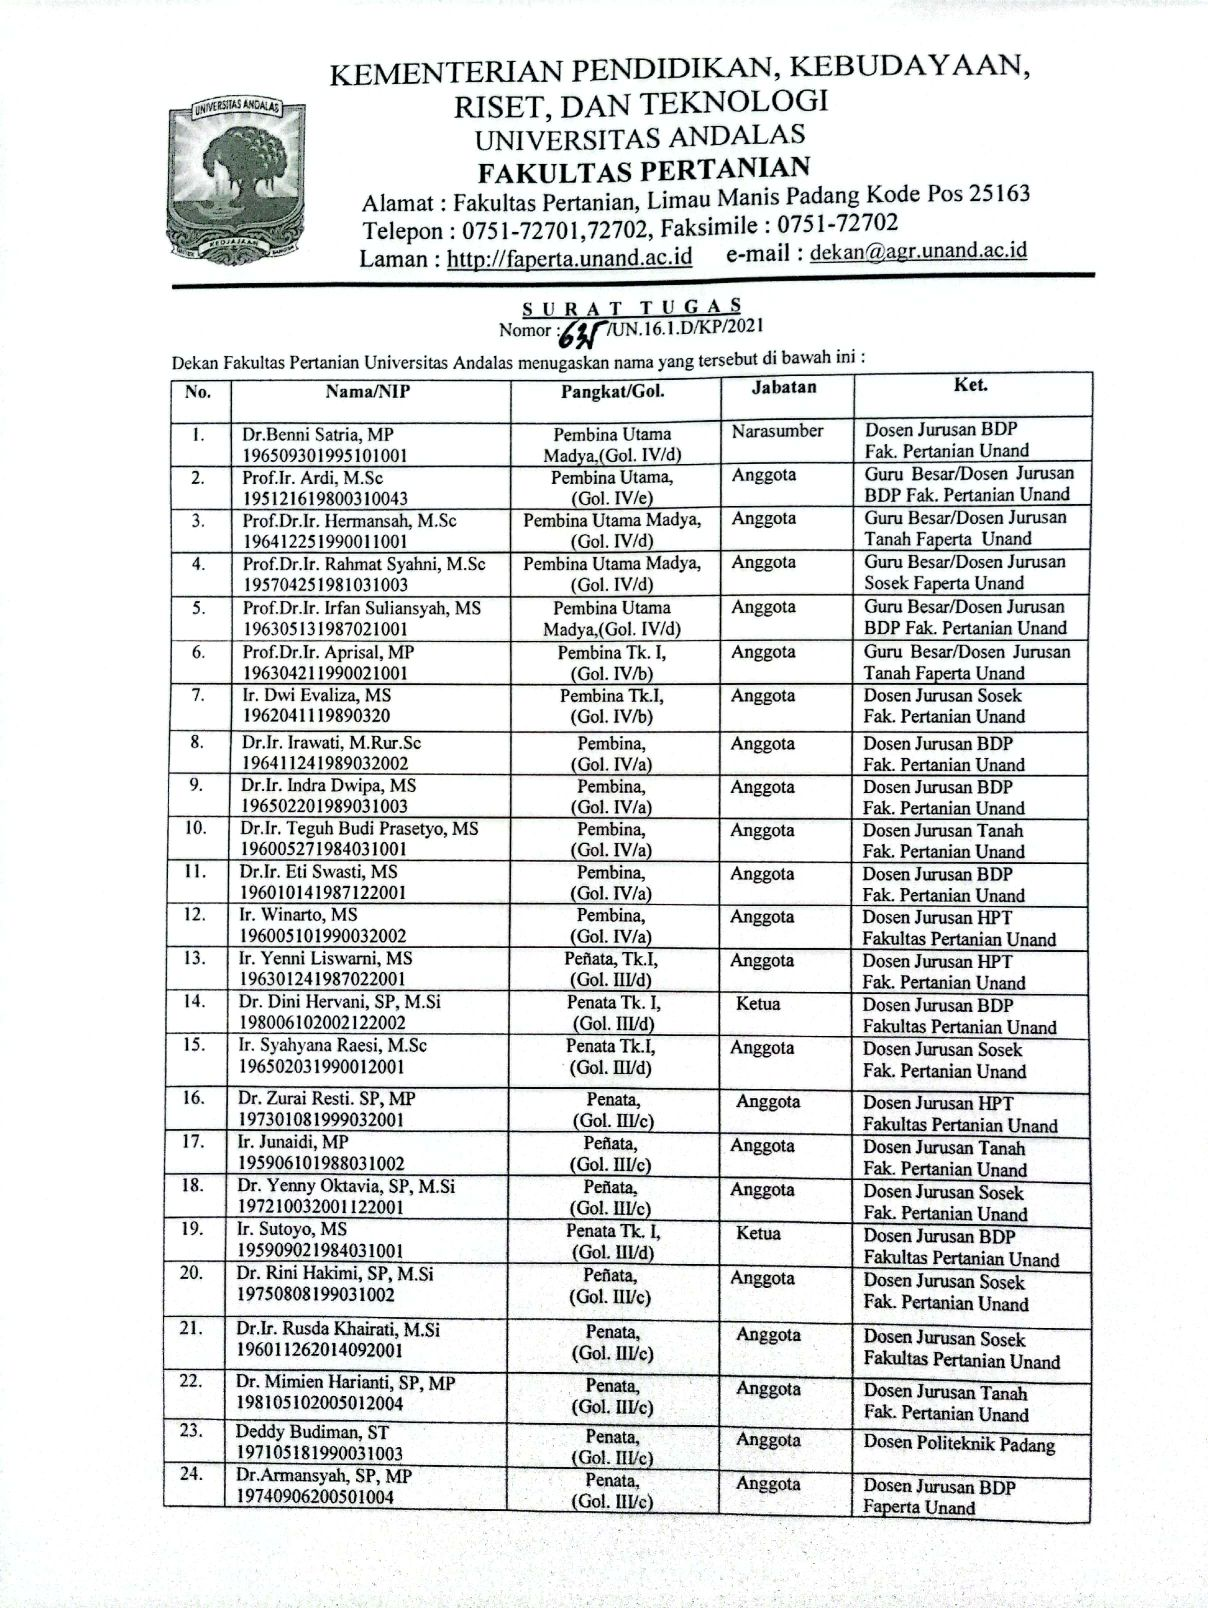 UNIVERSITAS ANDALAS
KEDJAJAAN
KEMENTERIAN PENDIDIKAN, KEBUDAYAAN,
RISET, DAN TEKNOLOGI
UNIVERSITAS ANDALAS
FAKULTAS PERTANIAN
Alamat : Fakultas Pertanian, Limau Manis Padang Kode Pos 25163
Telepon : 0751-72701,72702, Faksimile : 0751-72702
Laman : http://faperta.unand.ac.id e-mail : dekan@agr.unand.ac.id
S U R A T T U G A S
Nomor : /UN.16.1.D/KP/2021
Dekan Fakultas Pertanian Universitas Andalas menugaskan nama yang tersebut di bawah ini :
No. Nama/NIP Pangkat/Gol. Jabatan Ket.
1. Dr.Benni Satria, MP Pembina Utama Narasumber Dosen Jurusan BDP
196509301995101001 Madya,(Gol. IV/d) Fak. Pertanian Unand
2. Prof.Ir. Ardi, M.Sc Pembina Utama, Anggota Guru Besar/Dosen Jurusan
195121619800310043 (Gol. IV/e) BDP Fak. Pertanian Unand
3. Prof.Dr.Ir. Hermansah, M.Sc Pembina Utama Madya, Anggota Guru Besar/Dosen Jurusan
196412251990011001 (Gol. IV/d) Tanah Faperta Unand
4. Prof.Dr.Ir. Rahmat Syahni, M.Sc Pembina Utama Madya, Anggota Guru Besar/Dosen Jurusan
195704251981031003 (Gol. IV/d) Sosek Faperta Unand
5. Prof.Dr.Ir. Irfan Suliansyah, MS Pembina Utama Anggota Guru Besar/Dosen Jurusan
196305131987021001 Madya,(Gol. IV/d) BDP Fak. Pertanian Unand
6. Prof.Dr.Ir. Aprisal, MP Pembina Tk. I, Anggota Guru Besar/Dosen Jurusan
196304211990021001 (Gol. IV/b) Tanah Faperta Unand
7. Ir. Dwi Evaliza, MS Pembina Tk.I, Anggota Dosen Jurusan Sosek
1962041119890320 (Gol. IV/b) Fak. Pertanian Unand
8. Dr.Ir. Irawati, M.Rur.Sc Pembina, Anggota Dosen Jurusan BDP
196411241989032002 (Gol. IV/a) Fak. Pertanian Unand
9. Dr.Ir. Indra Dwipa, MS Pembina, Anggota Dosen Jurusan BDP
196502201989031003 (Gol. IV/a) Fak. Pertanian Unand
10. Dr.Ir. Teguh Budi Prasetyo, MS Pembina, Anggota Dosen Jurusan Tanah
196005271984031001 (Gol. IV/a) Fak. Pertanian Unand
11. Dr.Ir. Eti Swasti, MS Pembina, Anggota Dosen Jurusan BDP
196010141987122001 (Gol. IV/a) Fak. Pertanian Unand
12. Ir. Winarto, MS Pembina, Anggota Dosen Jurusan HPT
196005101990032002 (Gol. IV/a) Fakultas Pertanian Unand
13. Ir. Yenni Liswarni, MS Peñata, Tk.I, Anggota Dosen Jurusan HPT
196301241987022001 (Gol. III/d) Fak. Pertanian Unand
14. Dr. Dini Hervani, SP, M.Si Penata Tk. I, Ketua Dosen Jurusan BDP
198006102002122002 (Gol. III/d) Fakultas Pertanian Unand
15. Ir. Syahyana Raesi, M.Sc Penata Tk.I, Anggota Dosen Jurusan Sosek
196502031990012001 (Gol. III/d) Fak. Pertanian Unand
16. Dr. Zurai Resti. SP, MP Penata, Anggota Dosen Jurusan HPT
197301081999032001 (Gol. III/c) Fakultas Pertanian Unand
17. Ir. Junaidi, MP Peñata, Anggota Dosen Jurusan Tanah
195906101988031002 (Gol. III/c) Fak. Pertanian Unand
18. Dr. Yenny Oktavia, SP, M.Si Peñata, Anggota Dosen Jurusan Sosek
197210032001122001 (Gol. III/c) Fak. Pertanian Unand
19. Ir. Sutoyo, MS Penata Tk. I, Ketua Dosen Jurusan BDP
195909021984031001 (Gol. III/d) Fakultas Pertanian Unand
20. Dr. Rini Hakimi, SP, M.Si Peñata, Anggota Dosen Jurusan Sosek
19750808199031002 (Gol. III/c) Fak. Pertanian Unand
21. Dr.Ir. Rusda Khairati, M.Si Penata, Anggota Dosen Jurusan Sosek
196011262014092001 (Gol. III/c) Fakultas Pertanian Unand
22. Dr. Mimien Harianti, SP, MP Penata, Anggota Dosen Jurusan Tanah
198105102005012004 (Gol. III/c) Fak. Pertanian Unand
23. Deddy Budiman, ST Penata, Anggota Dosen Politeknik Padang
197105181990031003 (Gol. III/c)
24. Dr.Armansyah, SP, MP Penata, Anggota Dosen Jurusan BDP
19740906200501004 (Gol. III/c) Faperta Unand